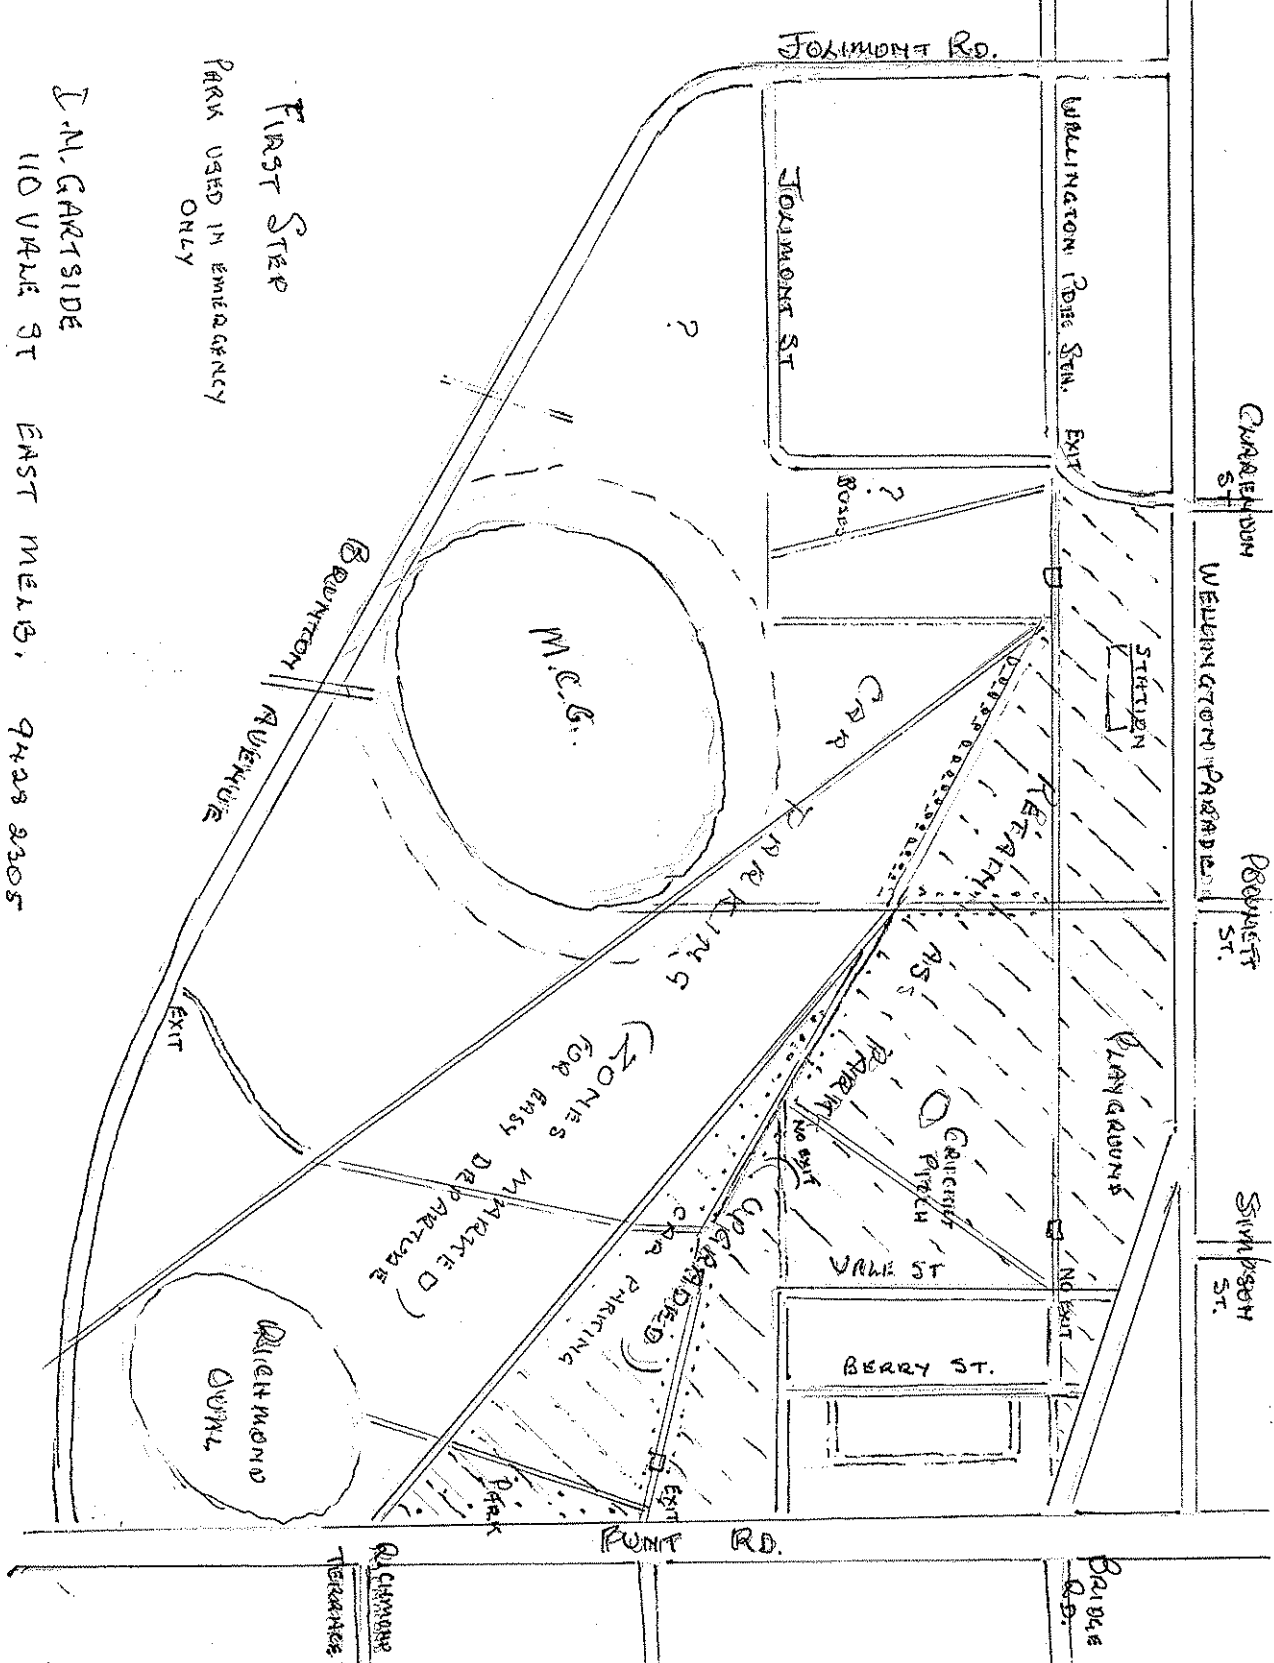 JOLIMONT RD.
WELLINGTON PDE. STH.
EXIT
JOLIMONT ST
CLARENDON
ST
WELLINGTON PARADE
POWLETT
ST.
SIMPSON
ST.
STATION
PLAYGROUND
RETAIN AS PARK
(UPGRADED)
CRICKET
PITCH
NO EXIT
NO EXIT
VALE ST
BERRY ST.
?
?
M.C.G.
CAR PARKING
(ZONES MARKED
FOR EASY DEPARTURE)
CAR PARKING
PARK
EXIT
EXIT
BRUNTON AVENUE
RICHMOND
OVAL
PUNT RD.
BRIDGE
RD.
RICHMOND
TERRACE
FIRST STEP
PARK USED IN EMERGENCY
ONLY
I.M. GARTSIDE
110 VALE ST EAST MELB. 9428 2305